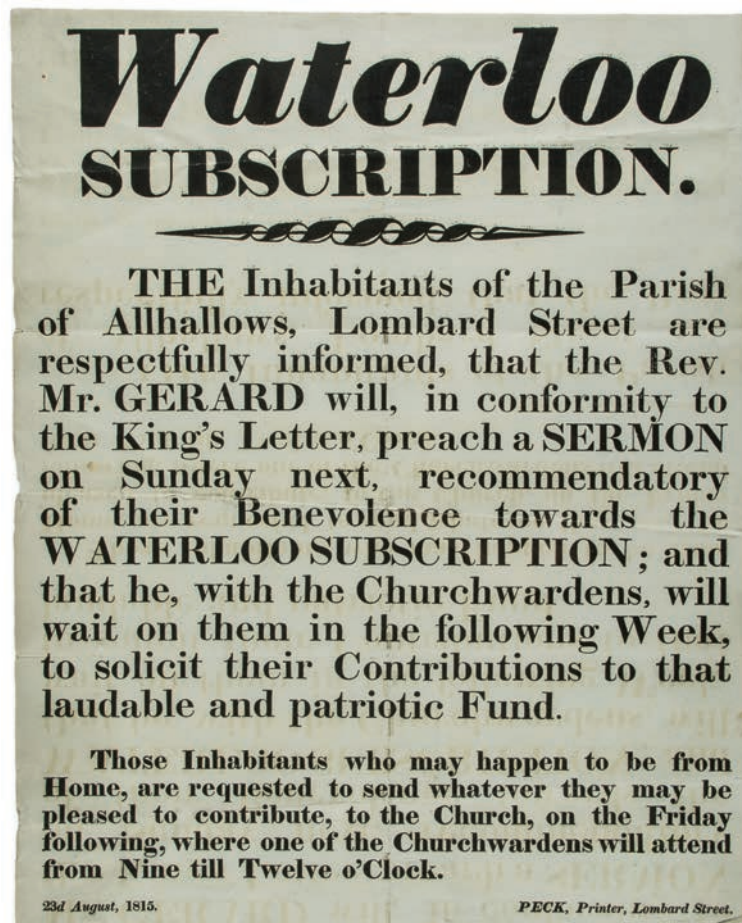 Waterloo
SUBSCRIPTION.
THE Inhabitants of the Parish
of Allhallows, Lombard Street are
respectfully informed, that the Rev.
Mr. GERARD will, in conformity to
the King's Letter, preach a SERMON
on Sunday next, recommendatory
of their Benevolence towards the
WATERLOO SUBSCRIPTION; and
that he, with the Churchwardens, will
wait on them in the following Week,
to solicit their Contributions to that
laudable and patriotic Fund.
Those Inhabitants who may happen to be from
Home, are requested to send whatever they may be
pleased to contribute, to the Church, on the Friday
following, where one of the Churchwardens will attend
from Nine till Twelve o'Clock.
23d August, 1815.
PECK, Printer, Lombard Street.